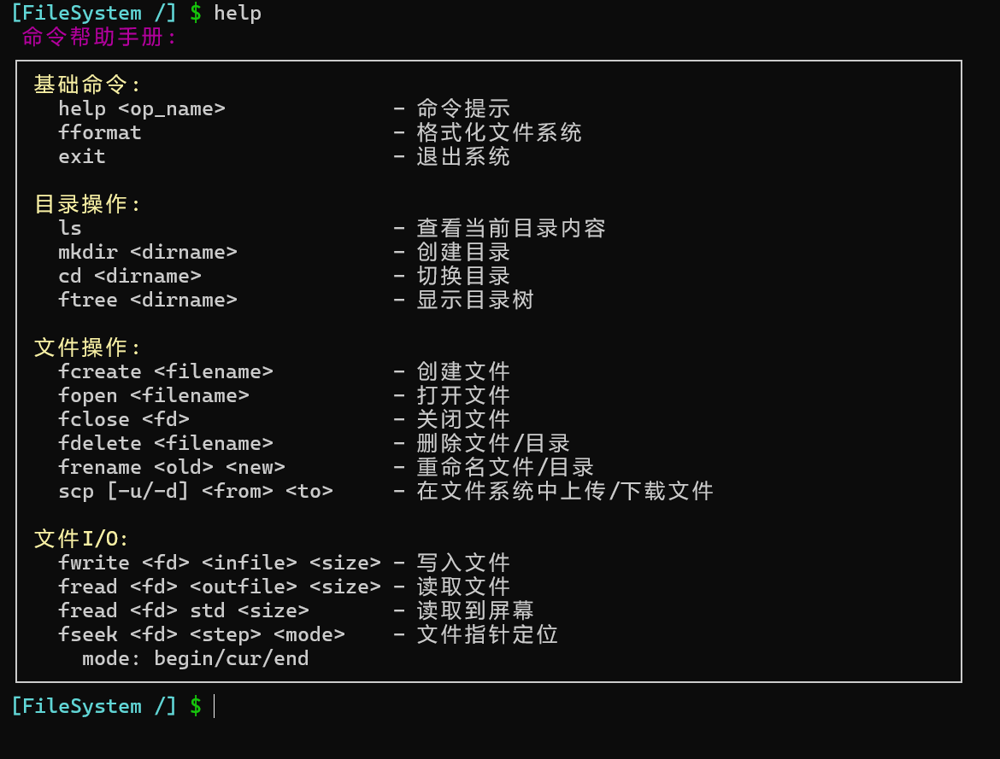 [FileSystem /] $ help
命令帮助手册:
基础命令:
help <op_name> - 命令提示
fformat - 格式化文件系统
exit - 退出系统
目录操作:
ls - 查看当前目录内容
mkdir <dirname> - 创建目录
cd <dirname> - 切换目录
ftree <dirname> - 显示目录树
文件操作:
fcreate <filename> - 创建文件
fopen <filename> - 打开文件
fclose <fd> - 关闭文件
fdelete <filename> - 删除文件/目录
frename <old> <new> - 重命名文件/目录
scp [-u/-d] <from> <to> - 在文件系统中上传/下载文件
文件I/O:
fwrite <fd> <infile> <size> - 写入文件
fread <fd> <outfile> <size> - 读取文件
fread <fd> std <size> - 读取到屏幕
fseek <fd> <step> <mode> - 文件指针定位
mode: begin/cur/end
[FileSystem /] $